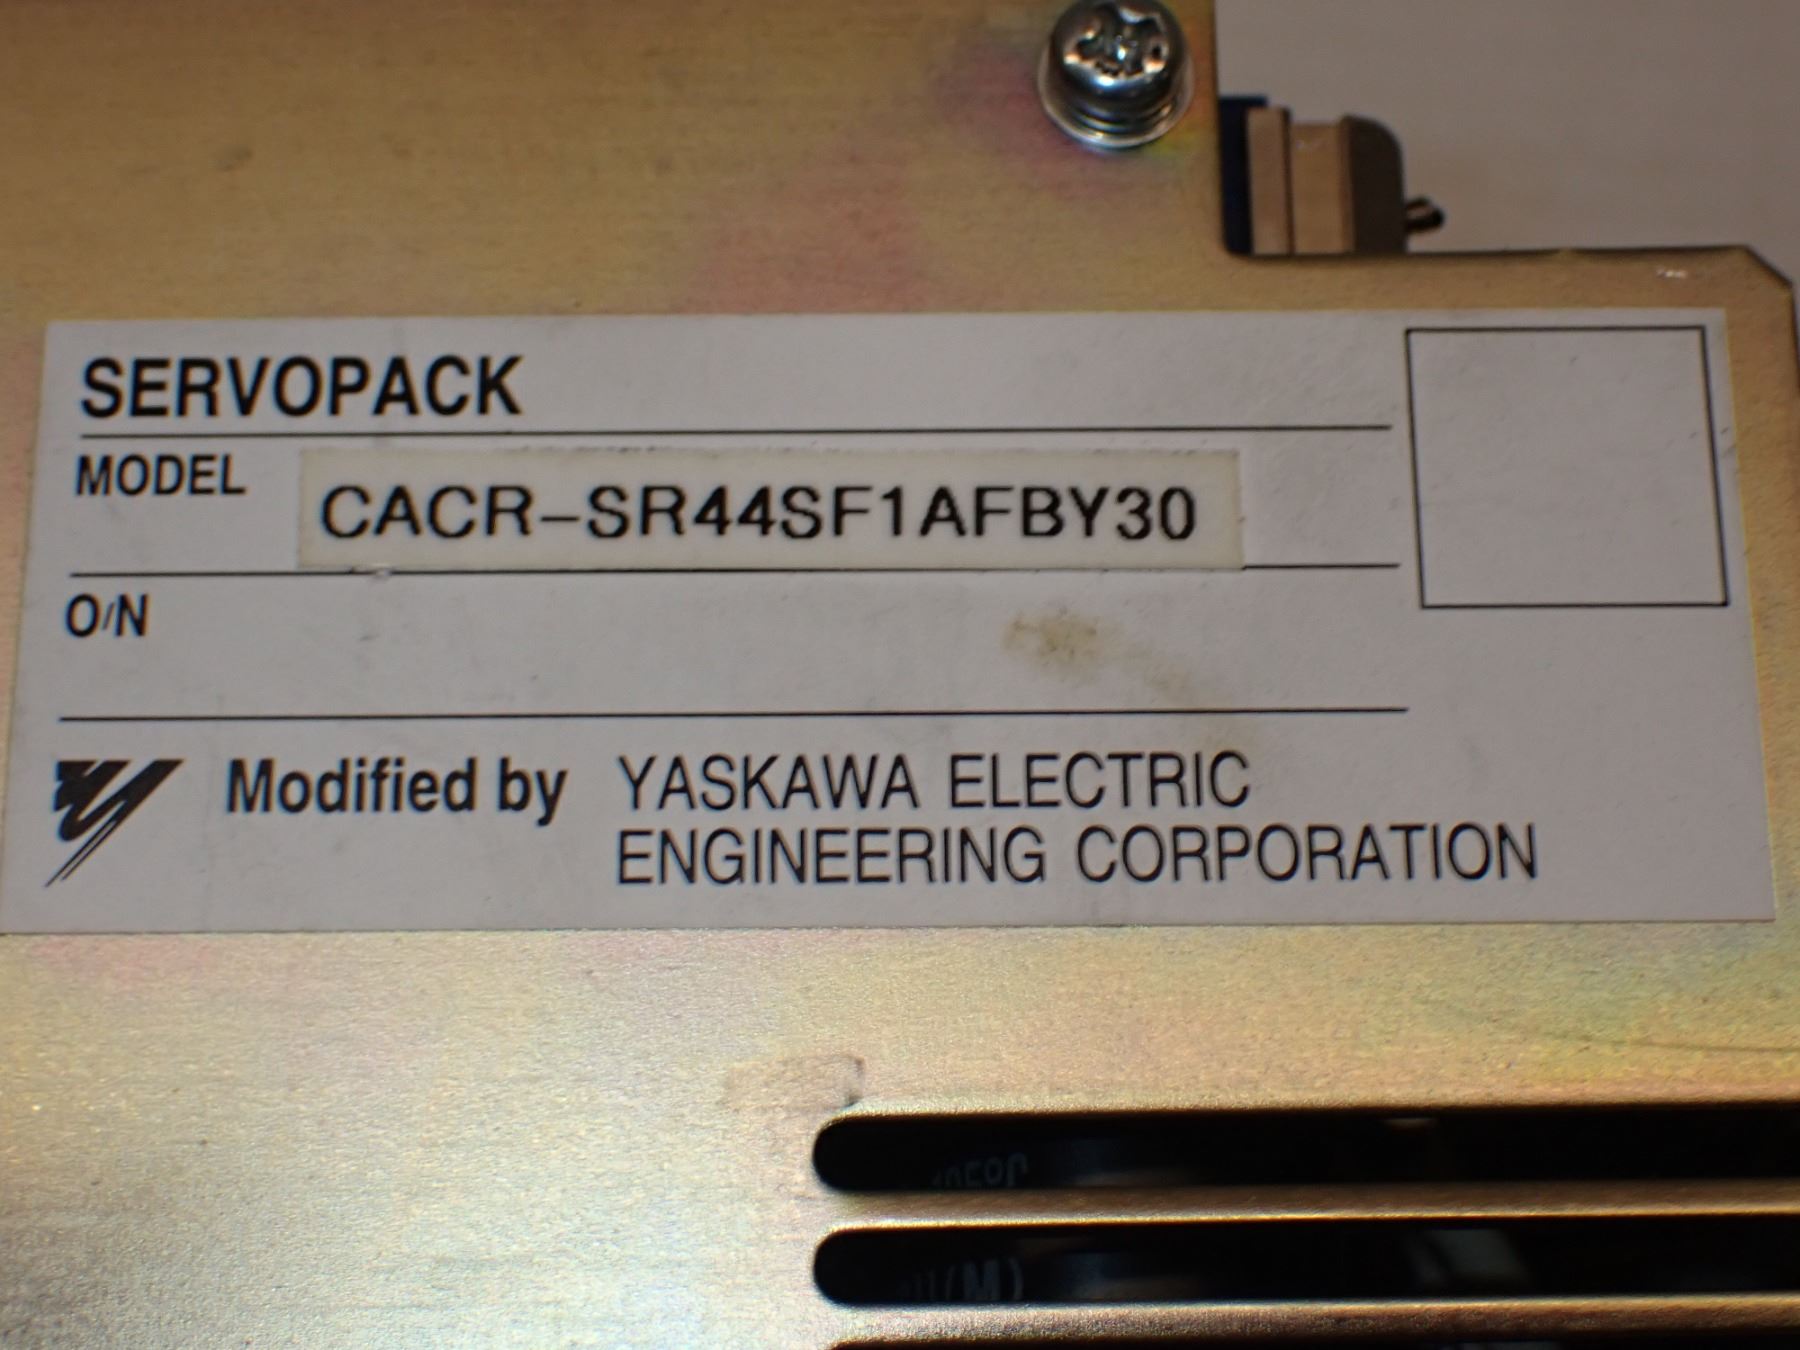 SERVOPACK
MODEL CACR-SR44SF1AFBY30
O/N
Modified by YASKAWA ELECTRIC
ENGINEERING CORPORATION